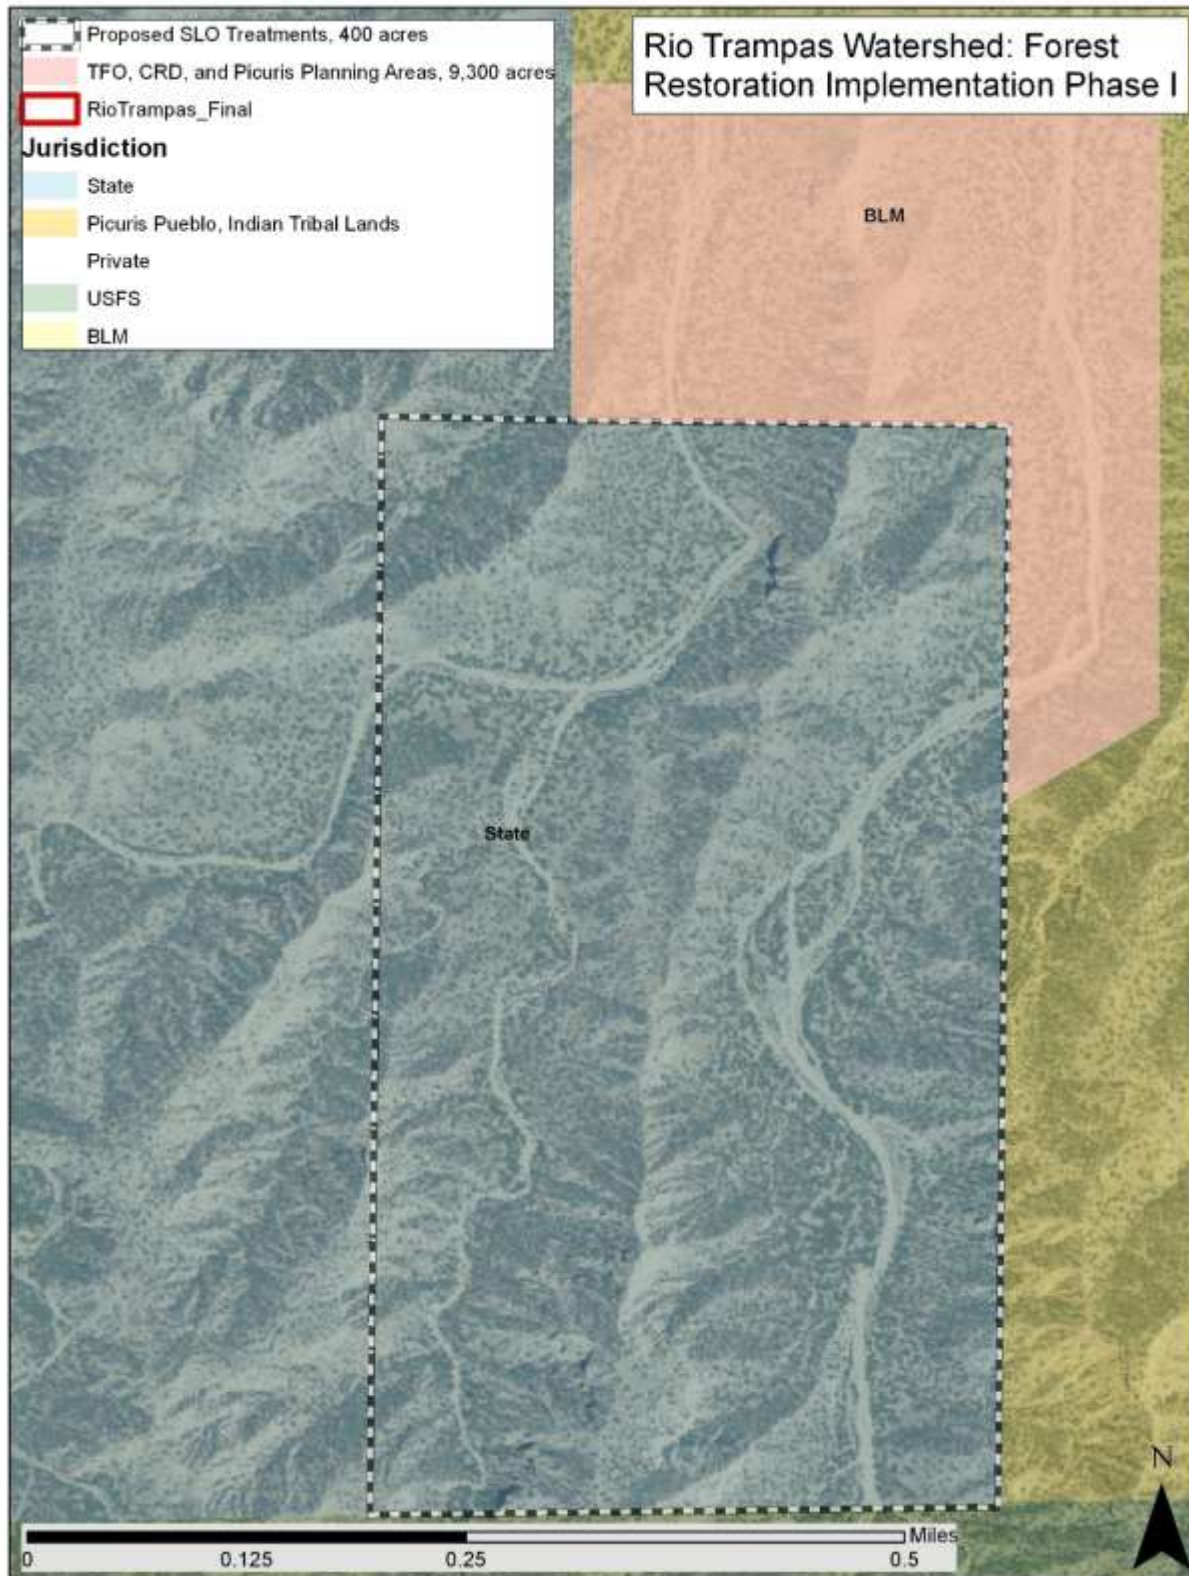 Proposed SLO Treatments, 400 acres
TFO, CRD, and Picuris Planning Areas, 9,300 acres
RioTrampas_Final
Jurisdiction
State
Picuris Pueblo, Indian Tribal Lands
Private
USFS
BLM
Rio Trampas Watershed: Forest
Restoration Implementation Phase I
BLM
State
N
Miles
0 0.125 0.25 0.5